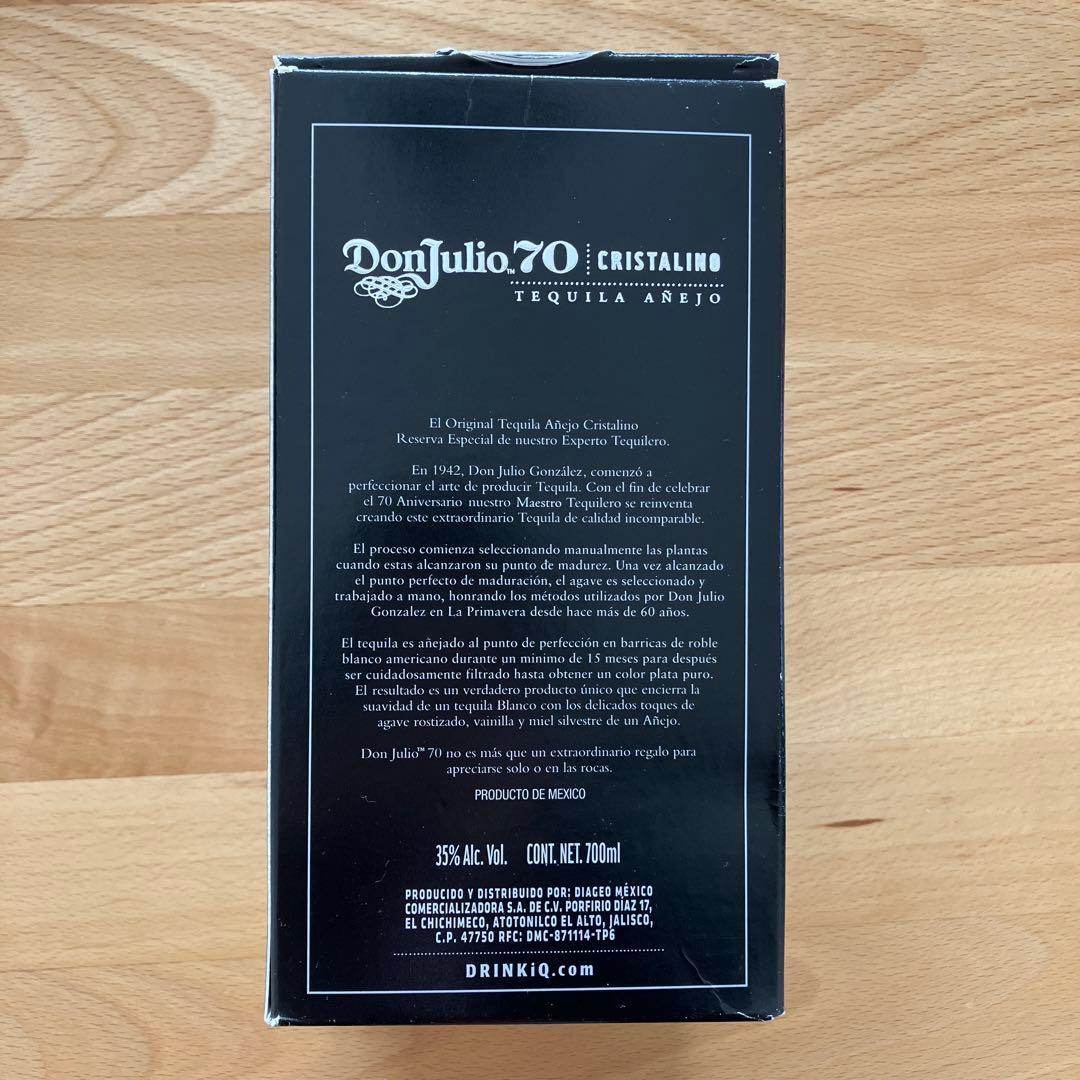 DonJulio™ 70 CRISTALINO
TEQUILA AÑEJO
El Original Tequila Añejo Cristalino
Reserva Especial de nuestro Experto Tequilero.
En 1942, Don Julio González, comenzó a
perfeccionar el arte de producir Tequila. Con el fin de celebrar
el 70 Aniversario nuestro Maestro Tequilero se reinventa
creando este extraordinario Tequila de calidad incomparable.
El proceso comienza seleccionando manualmente las plantas
cuando estas alcanzaron su punto de madurez. Una vez alcanzado
el punto perfecto de maduración, el agave es seleccionado y
trabajado a mano, honrando los métodos utilizados por Don Julio
Gonzalez en La Primavera desde hace más de 60 años.
El tequila es añejado al punto de perfección en barricas de roble
blanco americano durante un mínimo de 15 meses para después
ser cuidadosamente filtrado hasta obtener un color plata puro.
El resultado es un verdadero producto único que encierra la
suavidad de un tequila Blanco con los delicados toques de
agave rostizado, vainilla y miel silvestre de un Añejo.
Don Julio™ 70 no es más que un extraordinario regalo para
apreciarse solo o en las rocas.
PRODUCTO DE MEXICO
35% Alc. Vol. CONT. NET. 700ml
PRODUCIDO Y DISTRIBUIDO POR: DIAGEO MÉXICO
COMERCIALIZADORA S.A. DE C.V. PORFIRIO DÍAZ 17,
EL CHICHIMECO, ATOTONILCO EL ALTO, JALISCO,
C.P. 47750 RFC: DMC-871114-TP6
DRINKiQ.com